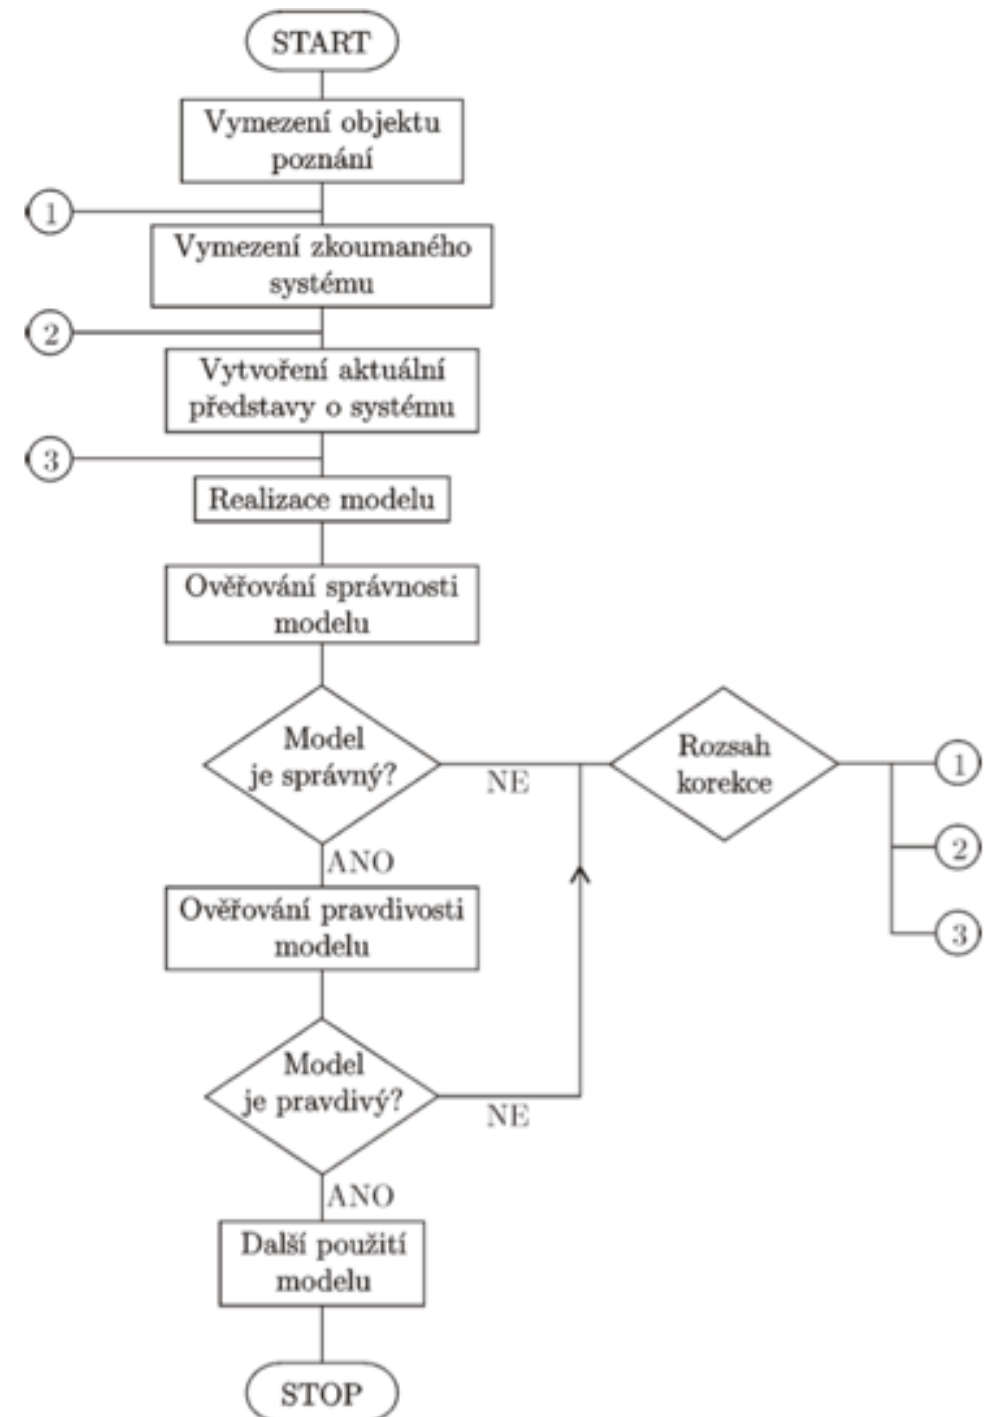 START
Vymezení objektu
poznání
1
Vymezení zkoumaného
systému
2
Vytvoření aktuální
představy o systému
3
Realizace modelu
Ověřování správnosti
modelu
Model
je správný?
NE
Rozsah
korekce
1
2
3
ANO
Ověřování pravdivosti
modelu
Model
je pravdivý?
NE
ANO
Další použití
modelu
STOP